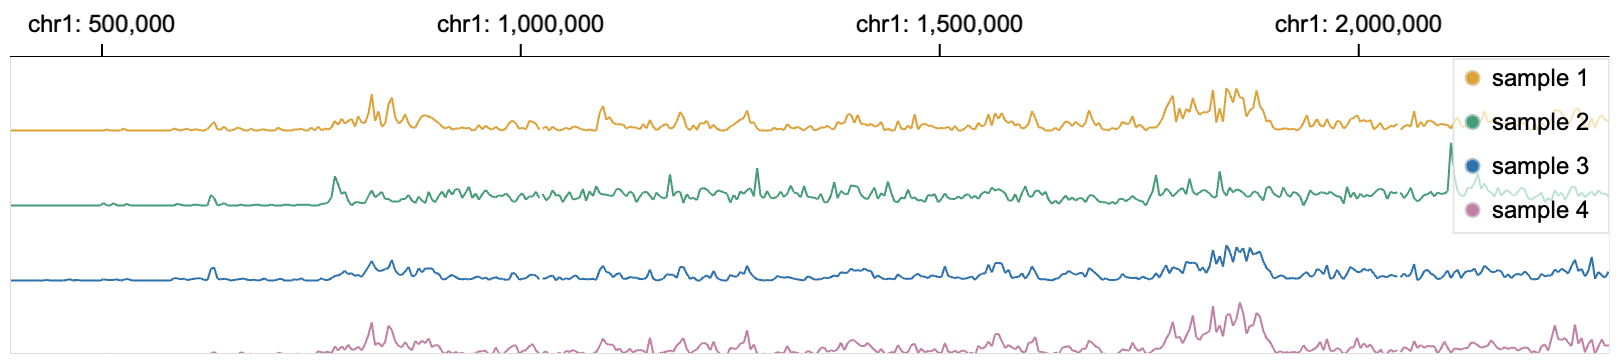 chr1: 500,000 chr1: 1,000,000 chr1: 1,500,000 chr1: 2,000,000
sample 1
sample 2
sample 3
sample 4